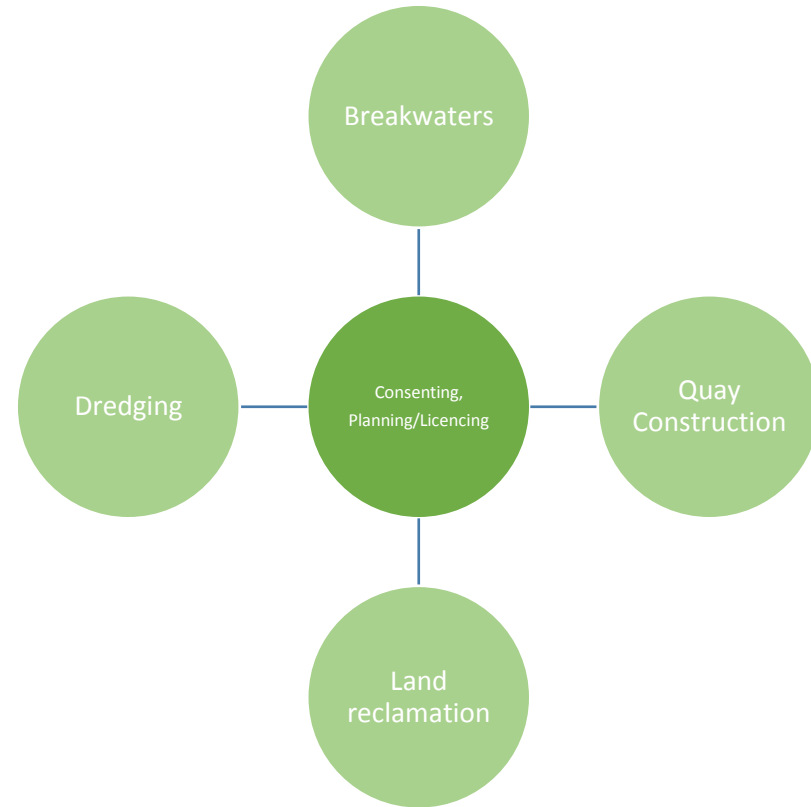 Breakwaters
Dredging
Consenting,
Planning/Licencing
Quay
Construction
Land
reclamation